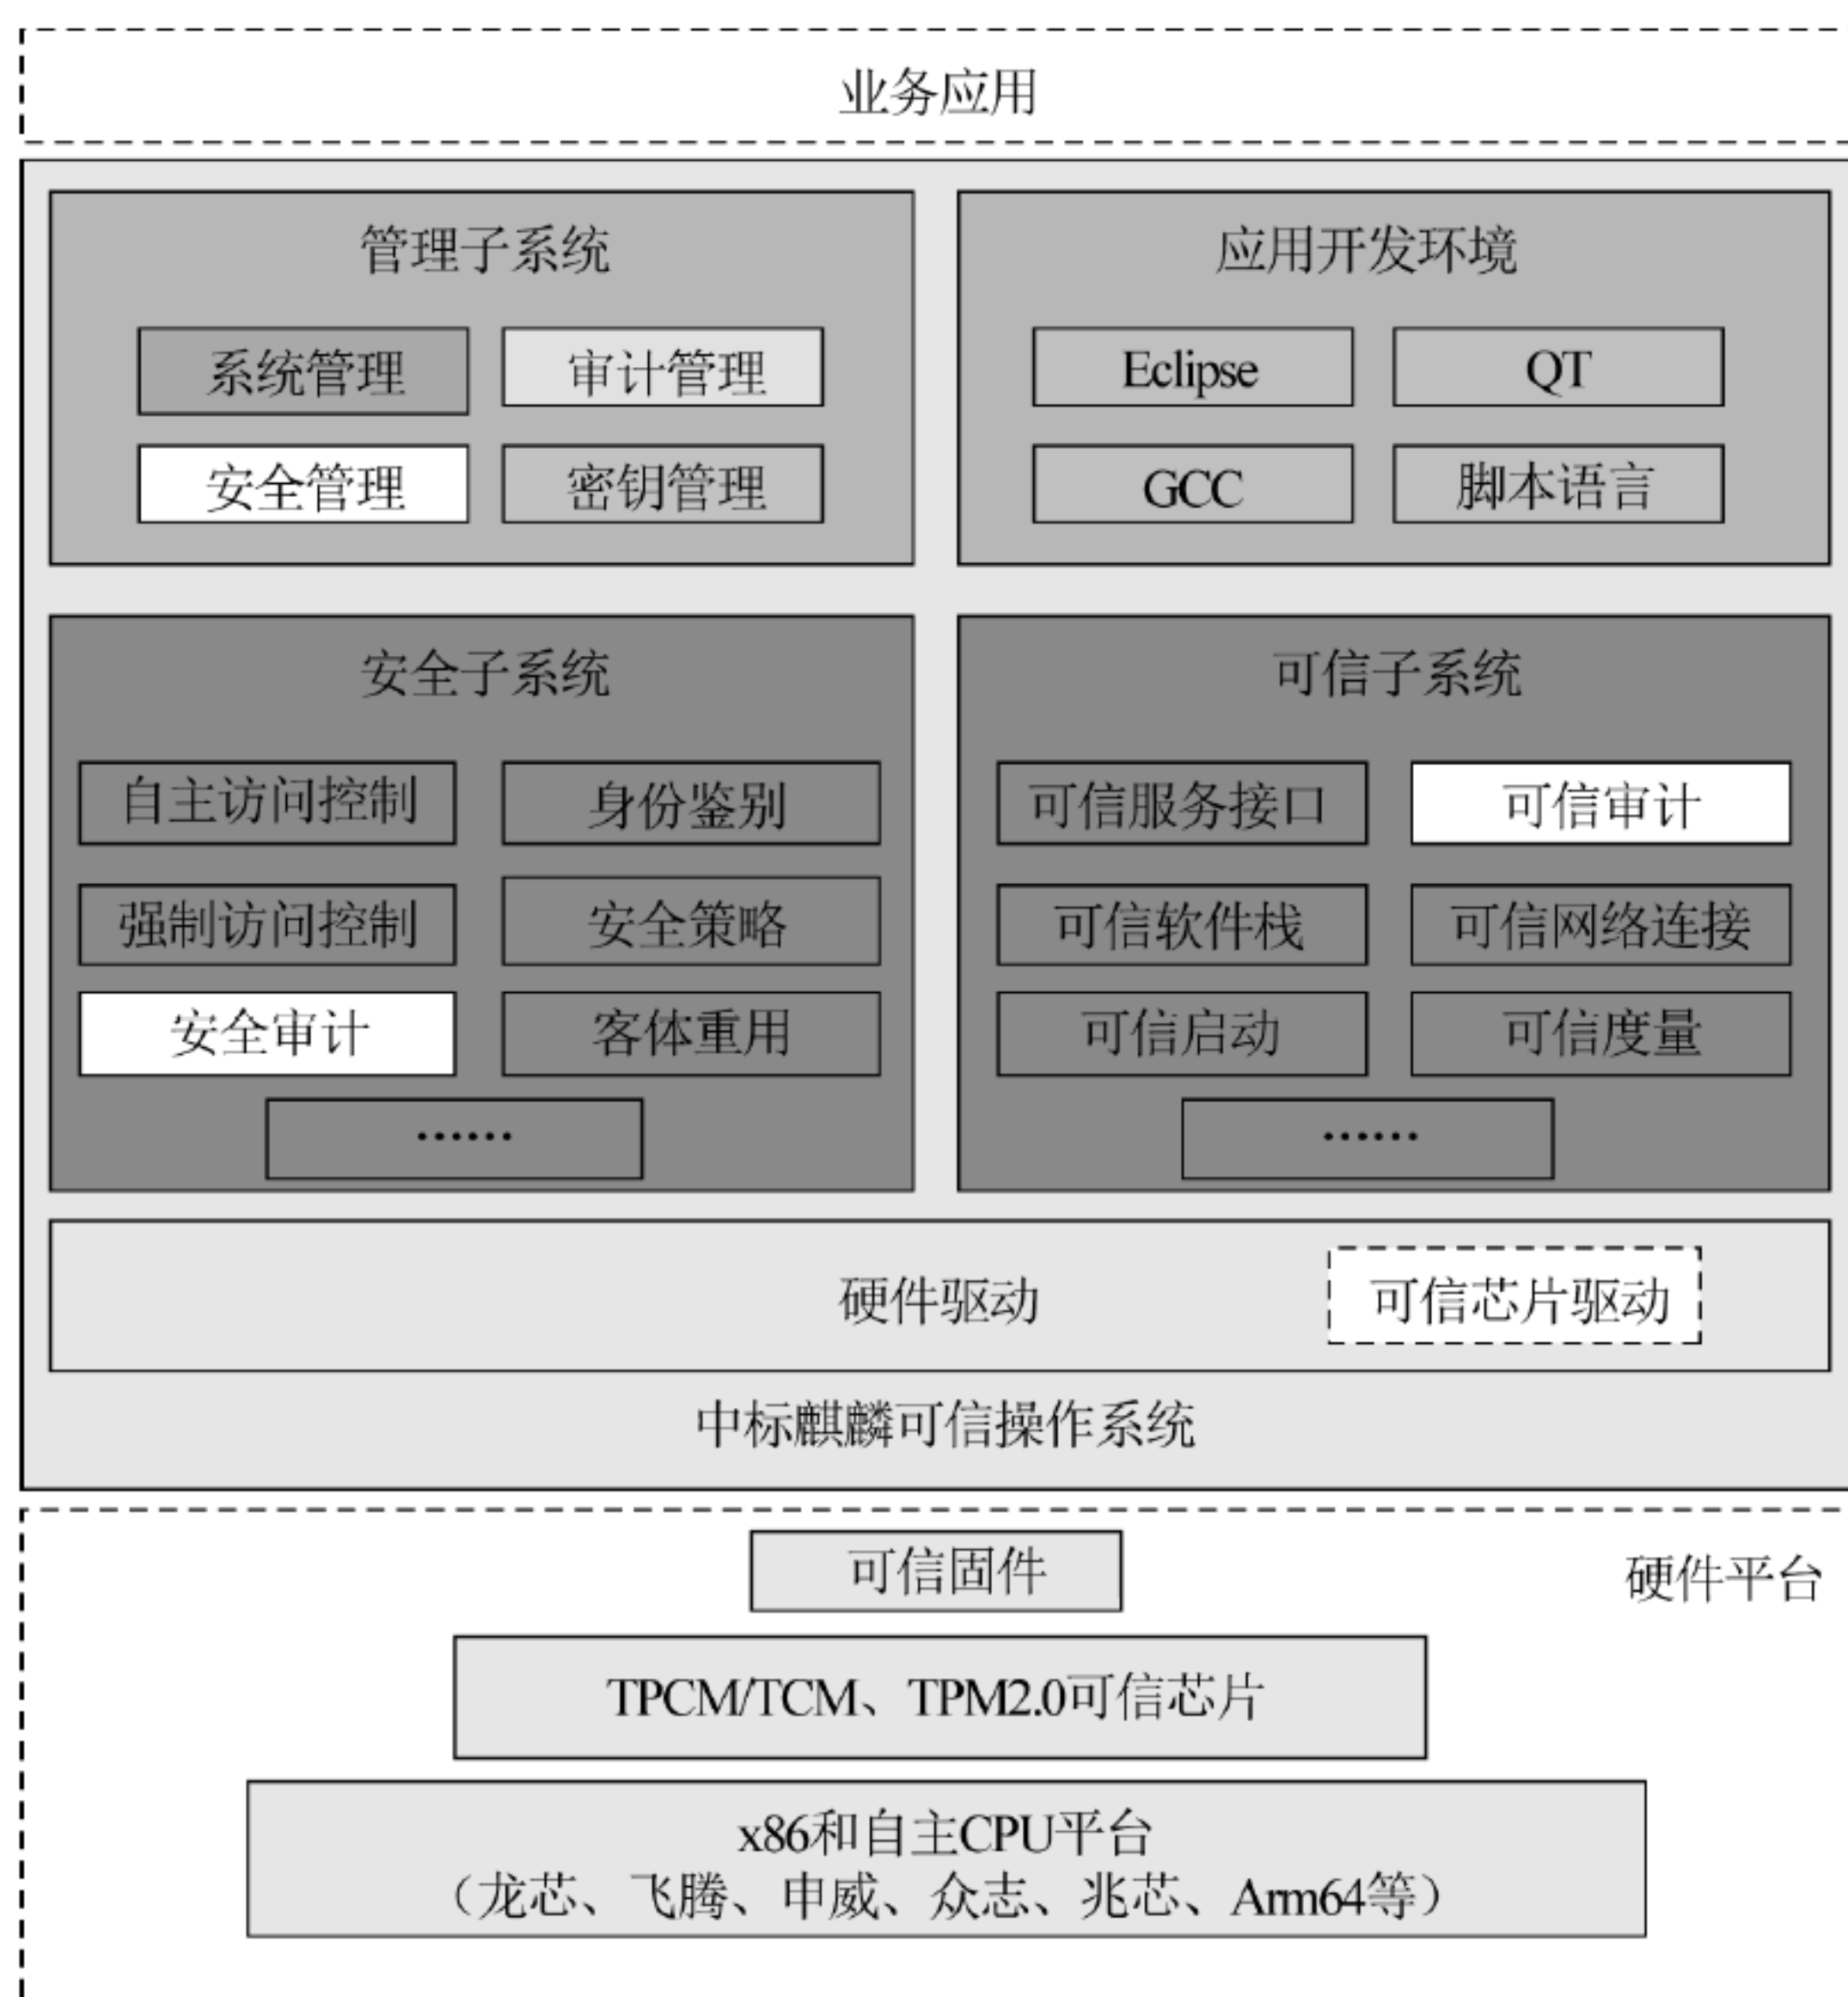 业务应用
管理子系统
系统管理
审计管理
安全管理
密钥管理
应用开发环境
Eclipse
QT
GCC
脚本语言
安全子系统
自主访问控制
身份鉴别
强制访问控制
安全策略
安全审计
客体重用
……
可信子系统
可信服务接口
可信审计
可信软件栈
可信网络连接
可信启动
可信度量
……
硬件驱动
可信芯片驱动
中标麒麟可信操作系统
可信固件
硬件平台
TPCM/TCM、TPM2.0可信芯片
x86和自主CPU平台
（龙芯、飞腾、申威、众志、兆芯、Arm64等）